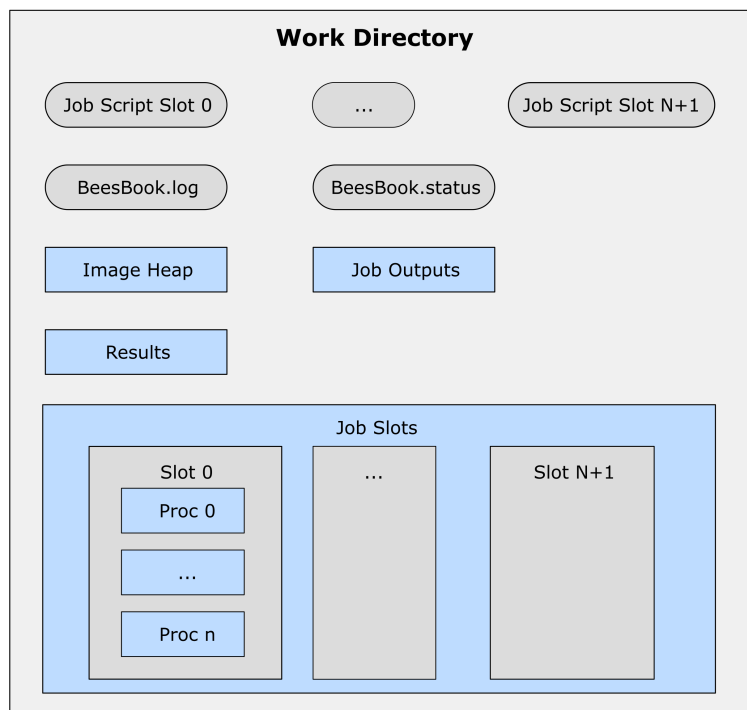 Work Directory
Job Script Slot 0
...
Job Script Slot N+1
BeesBook.log
BeesBook.status
Image Heap
Job Outputs
Results
Job Slots
Slot 0
...
Slot N+1
Proc 0
...
Proc n